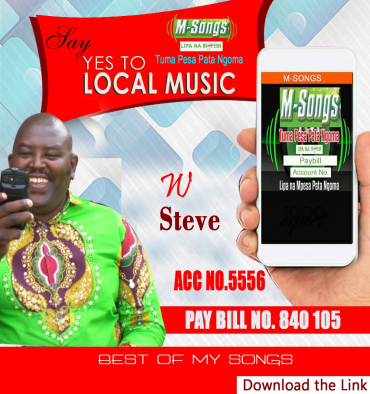 Say
YES TO
LOCAL MUSIC
M-Songs
Tuma Pesa Pata Ngoma
M-SONGS
M-Songs
Tuma Pesa Pata Ngoma
Paybill
Account No.
Lipa na Mpesa Pata Ngoma
W
Steve
ACC NO.5556
PAY BILL NO. 840 105
BEST OF MY SONGS
Download the Link